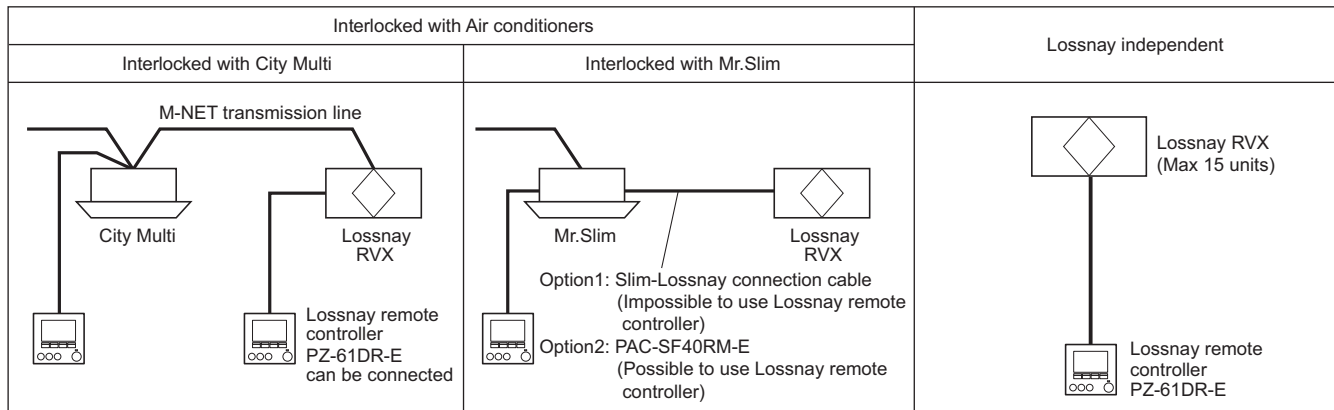 Interlocked with Air conditioners
Lossnay independent
Interlocked with City Multi
Interlocked with Mr.Slim
M-NET transmission line
City Multi
Lossnay
RVX
Lossnay remote
controller
PZ-61DR-E
can be connected
Mr.Slim
Lossnay
RVX
Option1: Slim-Lossnay connection cable
(Impossible to use Lossnay remote
controller)
Option2: PAC-SF40RM-E
(Possible to use Lossnay remote
controller)
Lossnay RVX
(Max 15 units)
Lossnay remote
controller
PZ-61DR-E